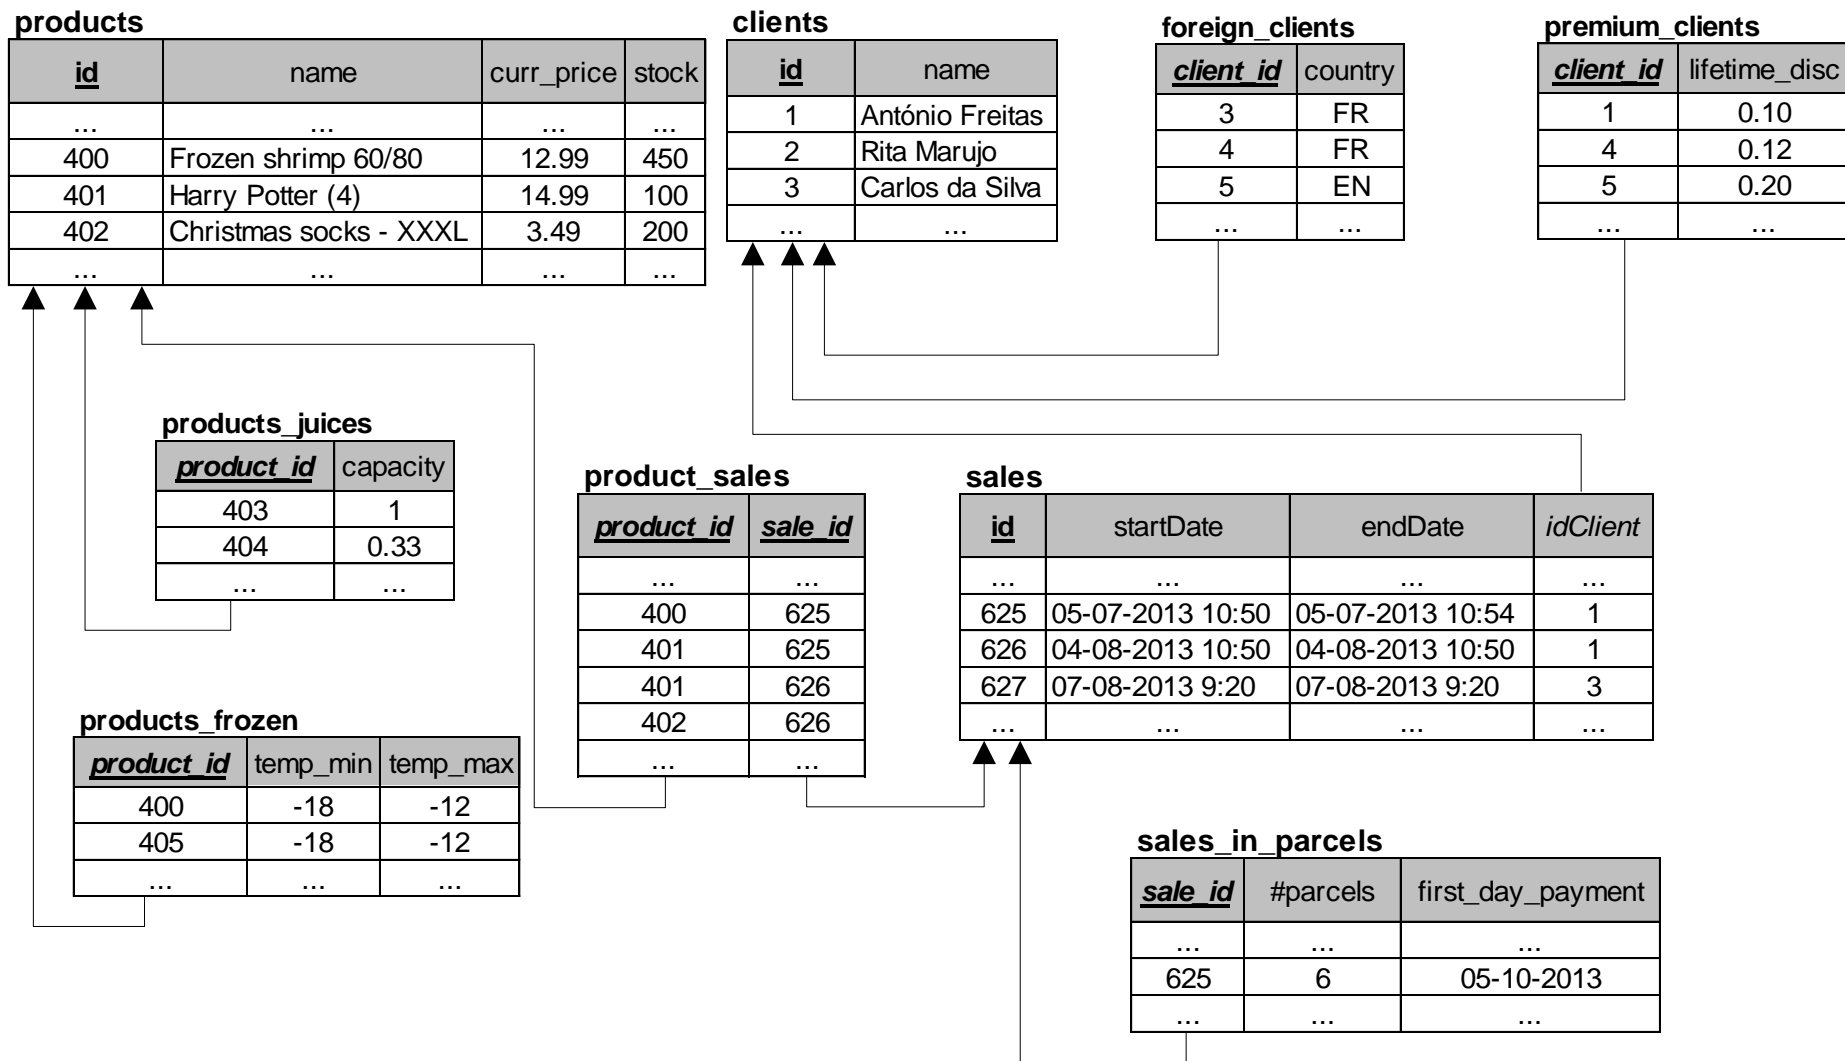 products
id name curr_price stock
... ... ... ...
400 Frozen shrimp 60/80 12.99 450
401 Harry Potter (4) 14.99 100
402 Christmas socks - XXXL 3.49 200
... ... ... ...
clients
id name
1 António Freitas
2 Rita Marujo
3 Carlos da Silva
... ...
foreign_clients
client_id country
3 FR
4 FR
5 EN
... ...
premium_clients
client_id lifetime_disc
1 0.10
4 0.12
5 0.20
... ...
products_juices
product_id capacity
403 1
404 0.33
... ...
product_sales
product_id sale_id
... ...
400 625
401 625
401 626
402 626
... ...
sales
id startDate endDate idClient
... ... ... ...
625 05-07-2013 10:50 05-07-2013 10:54 1
626 04-08-2013 10:50 04-08-2013 10:50 1
627 07-08-2013 9:20 07-08-2013 9:20 3
... ... ... ...
products_frozen
product_id temp_min temp_max
400 -18 -12
405 -18 -12
... ... ...
sales_in_parcels
sale_id #parcels first_day_payment
... ... ...
625 6 05-10-2013
... ... ...